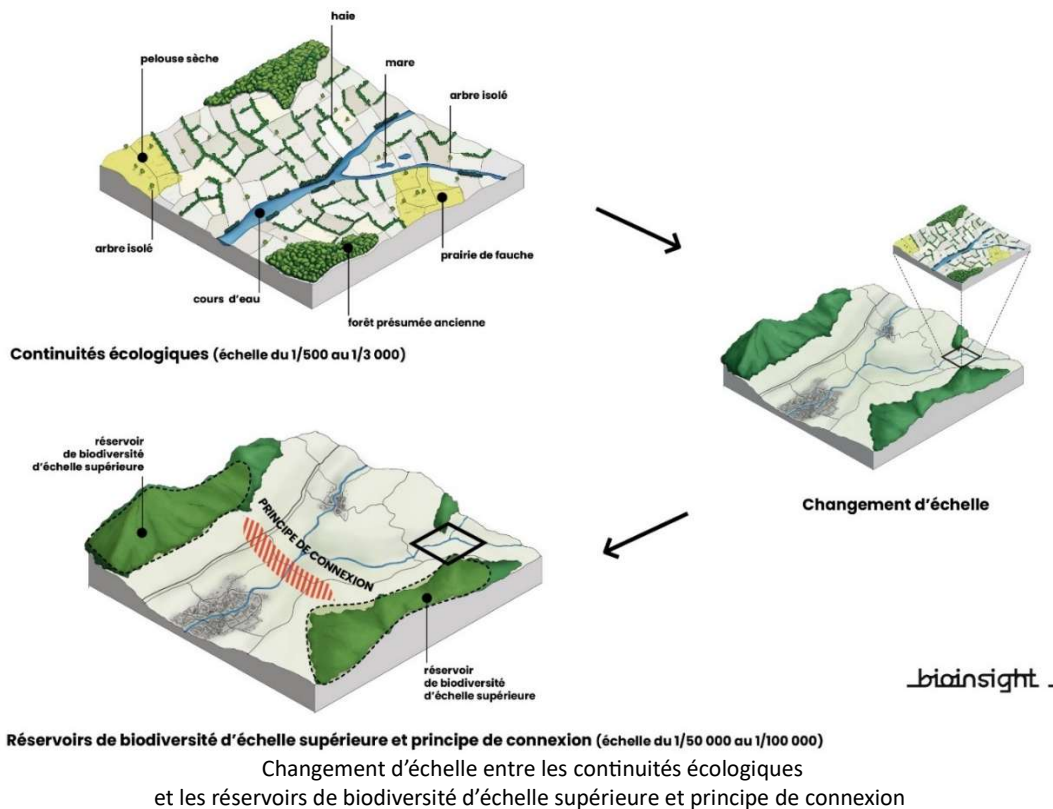 haie
pelouse sèche
mare
arbre isolé
arbre isolé
prairie de fauche
cours d'eau
forêt présumée ancienne
Continuités écologiques (échelle du 1/500 au 1/3 000)
Changement d'échelle
réservoir
de biodiversité
d'échelle supérieure
PRINCIPE DE CONNEXION
réservoir
de biodiversité
d'échelle supérieure
bioinsight
Réservoirs de biodiversité d'échelle supérieure et principe de connexion (échelle du 1/50 000 au 1/100 000)
Changement d'échelle entre les continuités écologiques
et les réservoirs de biodiversité d'échelle supérieure et principe de connexion